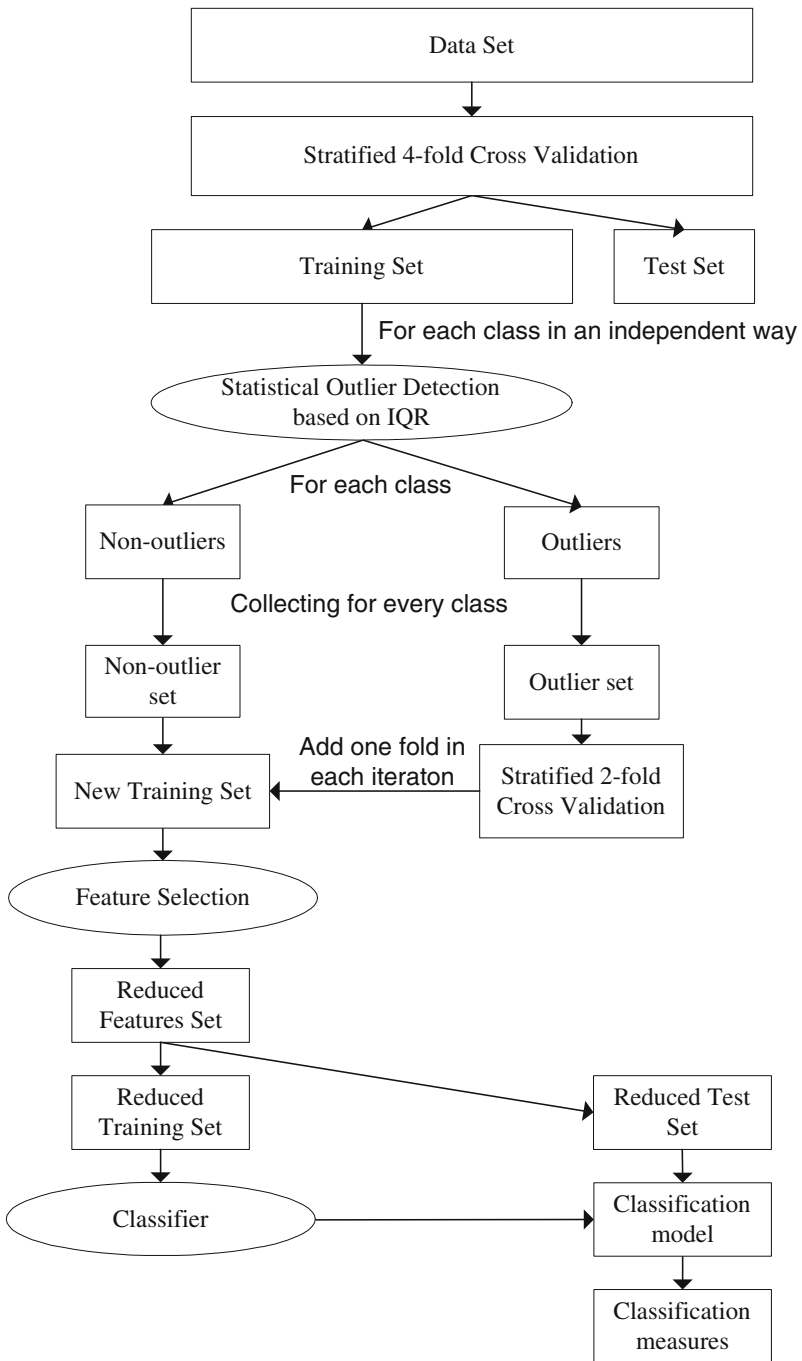 Data Set
Stratified 4-fold Cross Validation
Training Set
Test Set
For each class in an independent way
Statistical Outlier Detection
based on IQR
For each class
Non-outliers
Outliers
Collecting for every class
Non-outlier
set
Outlier set
Add one fold in
each iteraton
New Training Set
Stratified 2-fold
Cross Validation
Feature Selection
Reduced
Features Set
Reduced
Training Set
Reduced Test
Set
Classifier
Classification
model
Classification
measures